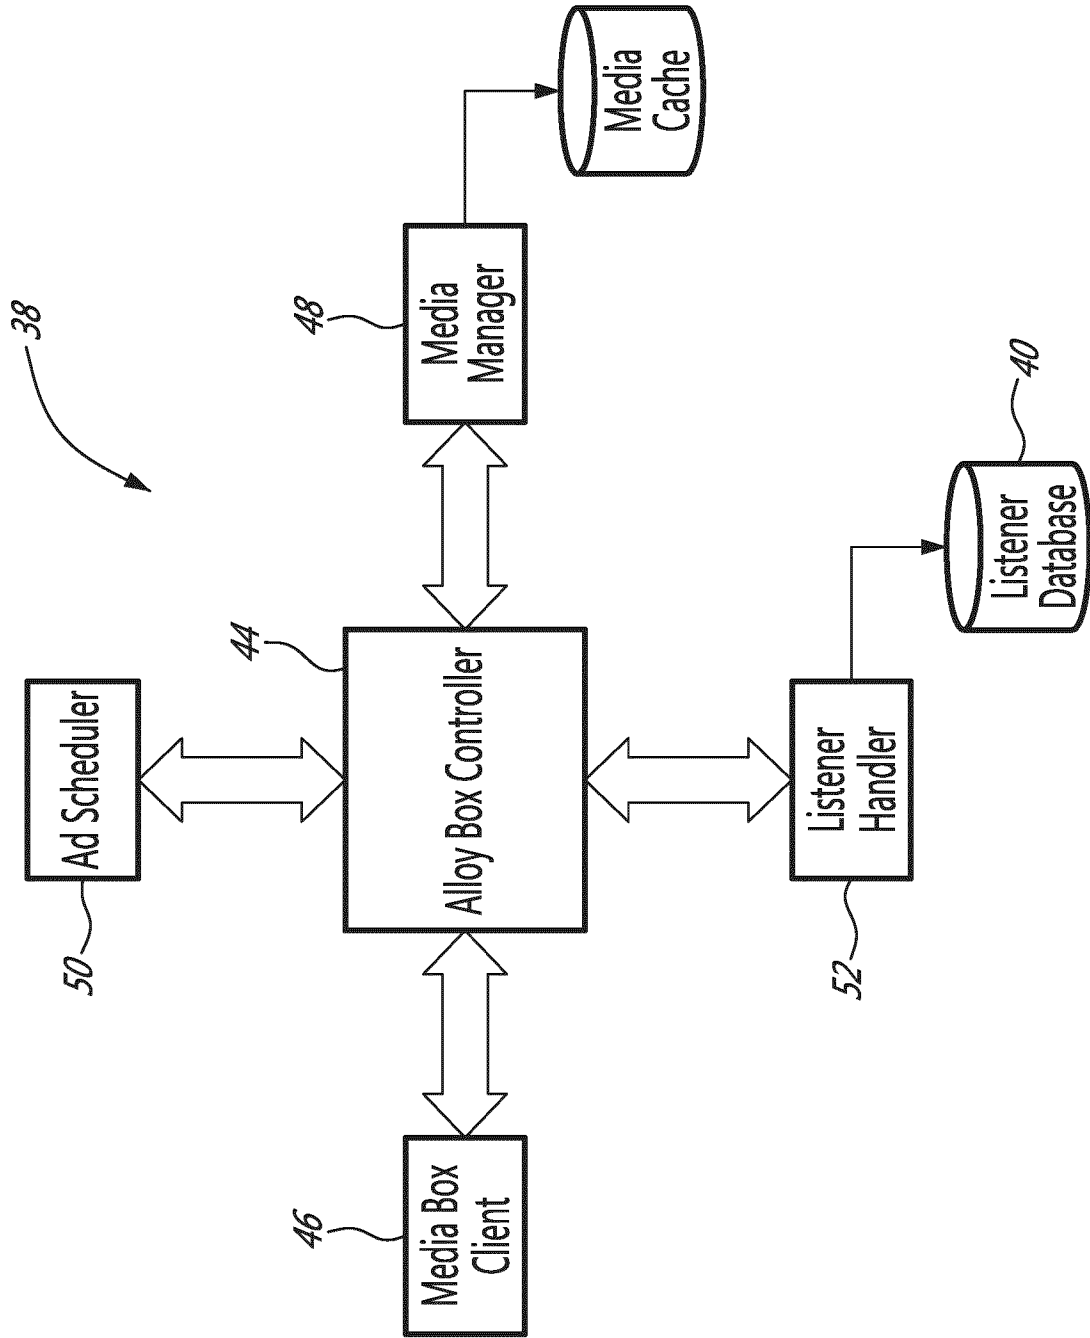 38
50
Ad Scheduler
44
48
46
Media Box
Client
Alloy Box Controller
Media
Manager
Media
Cache
52
Listener
Handler
40
Listener
Database